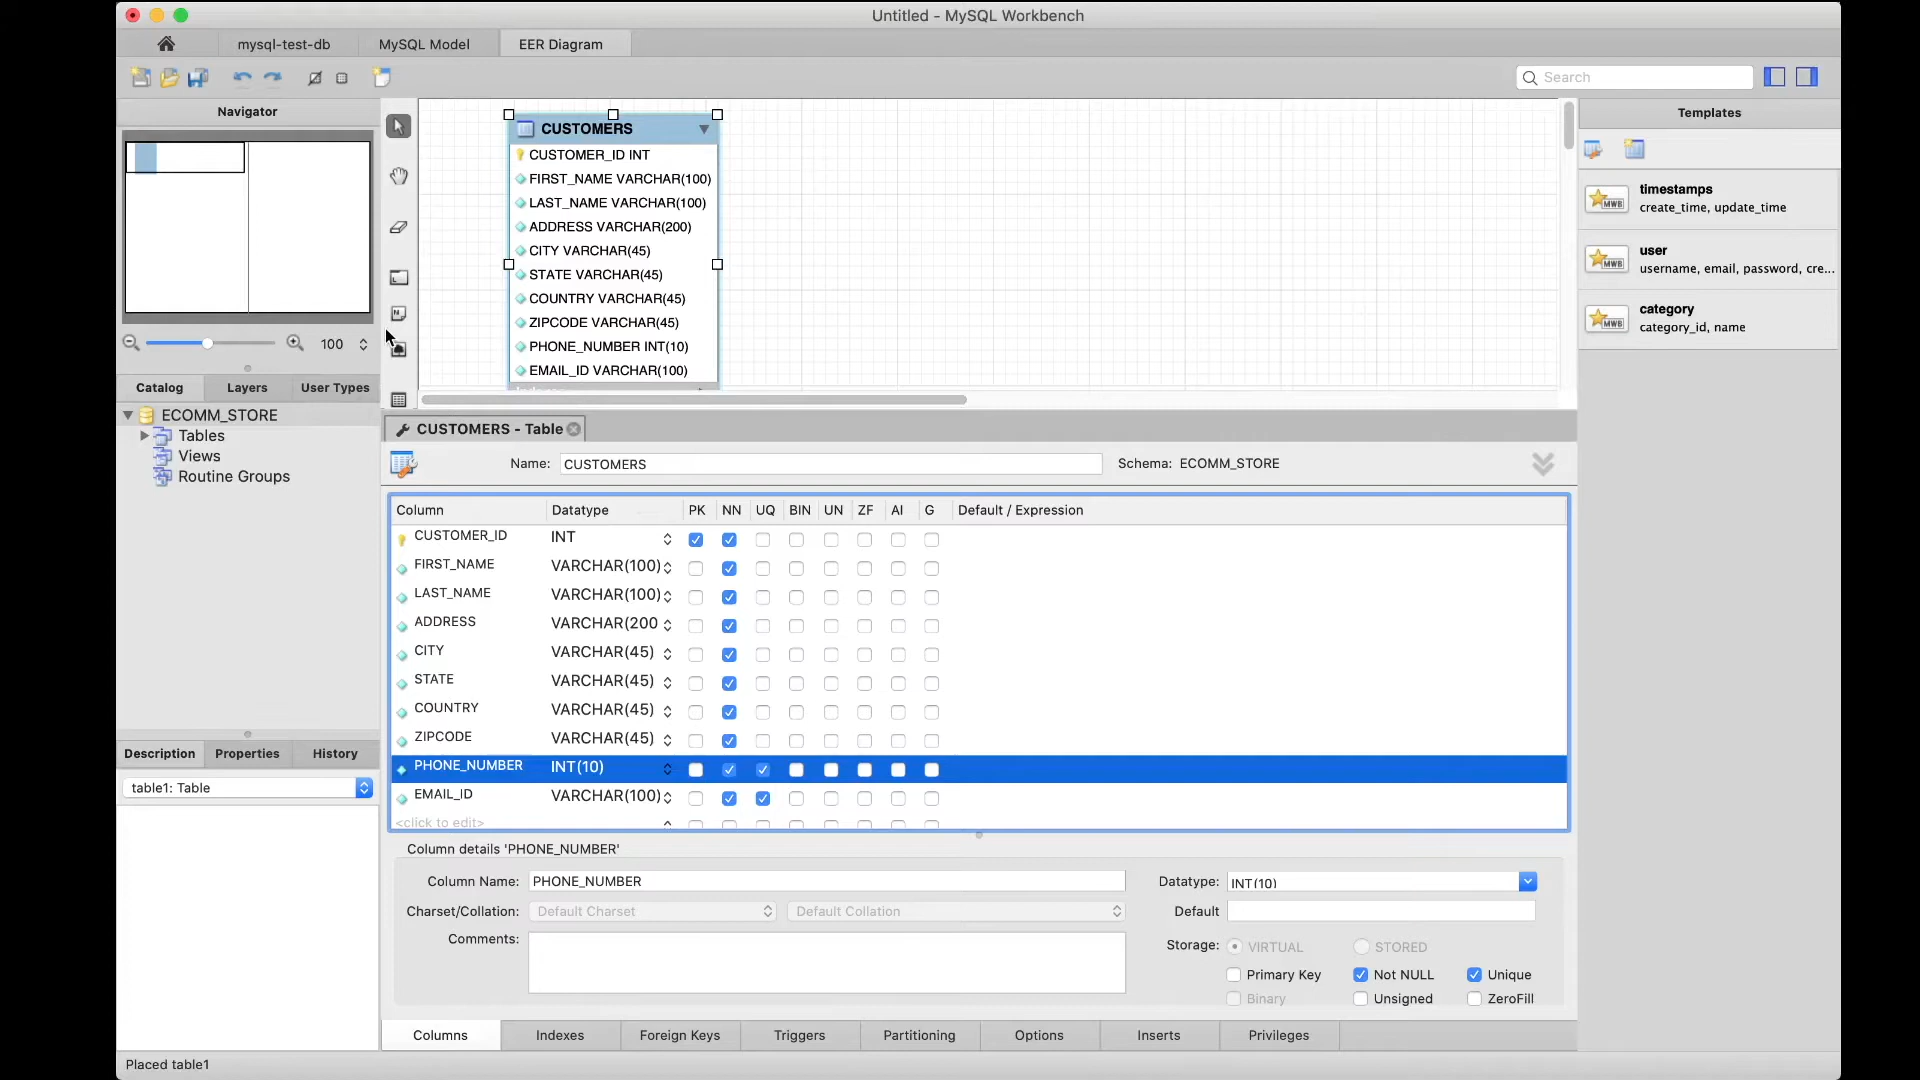 Untitled - MySQL Workbench
mysql-test-db
MySQL Model
EER Diagram
Search
Navigator
100
Catalog
Layers
User Types
ECOMM_STORE
Tables
Views
Routine Groups
Description
Properties
History
table1: Table
Placed table1
CUSTOMERS
CUSTOMER_ID INT
FIRST_NAME VARCHAR(100)
LAST_NAME VARCHAR(100)
ADDRESS VARCHAR(200)
CITY VARCHAR(45)
STATE VARCHAR(45)
COUNTRY VARCHAR(45)
ZIPCODE VARCHAR(45)
PHONE_NUMBER INT(10)
EMAIL_ID VARCHAR(100)
CUSTOMERS - Table
Name: CUSTOMERS
Schema: ECOMM_STORE
Column Datatype PK NN UQ BIN UN ZF AI G Default / Expression
CUSTOMER_ID INT
FIRST_NAME VARCHAR(100)
LAST_NAME VARCHAR(100)
ADDRESS VARCHAR(200
CITY VARCHAR(45)
STATE VARCHAR(45)
COUNTRY VARCHAR(45)
ZIPCODE VARCHAR(45)
PHONE_NUMBER INT(10)
EMAIL_ID VARCHAR(100)
<click to edit>
Column details 'PHONE_NUMBER'
Column Name: PHONE_NUMBER
Charset/Collation: Default Charset Default Collation
Comments:
Datatype: INT(10)
Default
Storage: VIRTUAL STORED
Primary Key Not NULL Unique
Binary Unsigned ZeroFill
Columns
Indexes
Foreign Keys
Triggers
Partitioning
Options
Inserts
Privileges
Templates
MWB
timestamps
create_time, update_time
MWB
user
username, email, password, cre...
MWB
category
category_id, name